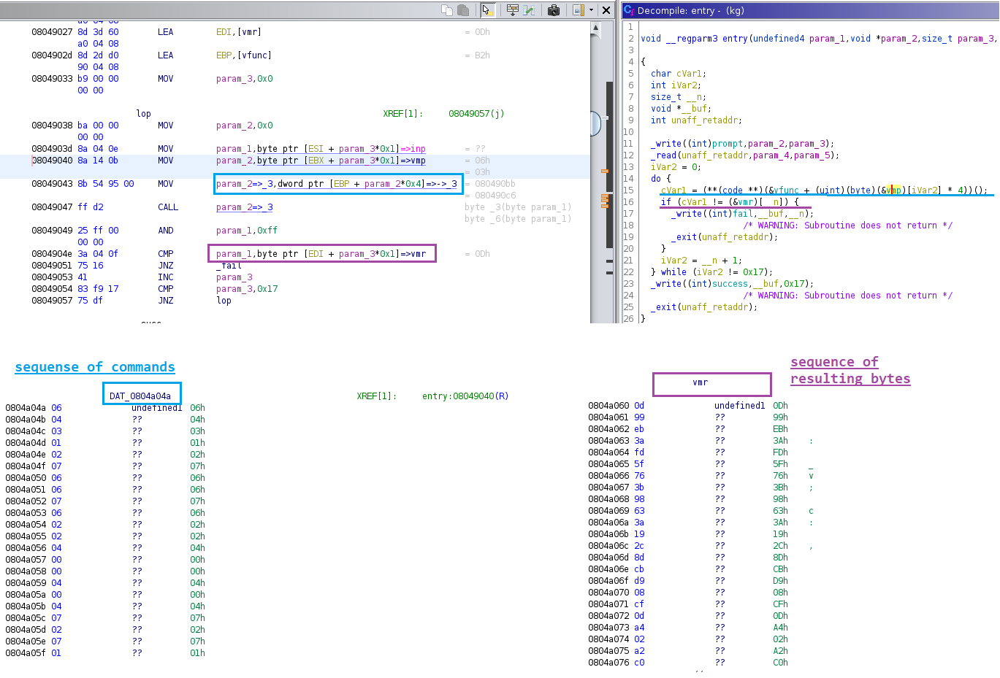 08049027 8d 3d 60 LEA EDI,[vmr] = 0Dh
a0 04 08
0804902d 8d 2d d0 LEA EBP,[vfunc] = B2h
90 04 08
08049033 b9 00 00 MOV param_3,0x0
00 00
lop XREF[1]: 08049057(j)
08049038 ba 00 00 MOV param_2,0x0
00 00
0804903d 8a 04 0e MOV param_1,byte ptr [ESI + param_3*0x1]=>inp = ??
08049040 8a 14 0b MOV param_2,byte ptr [EBX + param_3*0x1]=>vmp = 06h
= 03h
08049043 8b 54 95 00 MOV param_2=>_3,dword ptr [EBP + param_2*0x4]=>->_3 = 080490bb
= 080490c6
08049047 ff d2 CALL param_2=>_3 byte _3(byte param_1)
byte _6(byte param_1)
08049049 25 ff 00 AND param_1,0xff
00 00
0804904e 3a 04 0f CMP param_1,byte ptr [EDI + param_3*0x1]=>vmr = 0Dh
08049051 75 16 JNZ _fail
08049053 41 INC param_3
08049054 83 f9 17 CMP param_3,0x17
08049057 75 df JNZ lop
Decompile: entry - (kg)
1
2 void __regparm3 entry(undefined4 param_1,void *param_2,size_t param_3,
3
4 {
5 char cVar1;
6 int iVar2;
7 size_t __n;
8 void *__buf;
9 int unaff_retaddr;
10
11 _write((int)prompt,param_2,param_3);
12 _read(unaff_retaddr,param_4,param_5);
13 iVar2 = 0;
14 do {
15 cVar1 = (**(code **)(&vfunc + (uint)(byte)(&vmp)[iVar2] * 4))();
16 if (cVar1 != (&vmr)[__n]) {
17 _write((int)fail,__buf,__n);
18 /* WARNING: Subroutine does not return */
19 _exit(unaff_retaddr);
20 }
21 iVar2 = __n + 1;
22 } while (iVar2 != 0x17);
23 _write((int)success,__buf,0x17);
24 /* WARNING: Subroutine does not return */
25 _exit(unaff_retaddr);
26 }
sequense of commands
DAT_0804a04a XREF[1]: entry:08049040(R)
0804a04a 06 undefined1 06h
0804a04b 04 ?? 04h
0804a04c 03 ?? 03h
0804a04d 01 ?? 01h
0804a04e 02 ?? 02h
0804a04f 07 ?? 07h
0804a050 06 ?? 06h
0804a051 06 ?? 06h
0804a052 07 ?? 07h
0804a053 06 ?? 06h
0804a054 02 ?? 02h
0804a055 02 ?? 02h
0804a056 04 ?? 04h
0804a057 00 ?? 00h
0804a058 00 ?? 00h
0804a059 04 ?? 04h
0804a05a 00 ?? 00h
0804a05b 04 ?? 04h
0804a05c 07 ?? 07h
0804a05d 02 ?? 02h
0804a05e 07 ?? 07h
0804a05f 01 ?? 01h
sequence of
resulting bytes
vmr
0804a060 0d undefined1 0Dh
0804a061 99 ?? 99h
0804a062 eb ?? EBh
0804a063 3a ?? 3Ah :
0804a064 fd ?? FDh
0804a065 5f ?? 5Fh _
0804a066 76 ?? 76h v
0804a067 3b ?? 3Bh ;
0804a068 98 ?? 98h
0804a069 63 ?? 63h c
0804a06a 3a ?? 3Ah :
0804a06b 19 ?? 19h
0804a06c 2c ?? 2Ch ,
0804a06d 8d ?? 8Dh
0804a06e cb ?? CBh
0804a06f d9 ?? D9h
0804a070 08 ?? 08h
0804a071 cf ?? CFh
0804a072 0d ?? 0Dh
0804a073 a4 ?? A4h
0804a074 02 ?? 02h
0804a075 a2 ?? A2h
0804a076 c0 ?? C0h